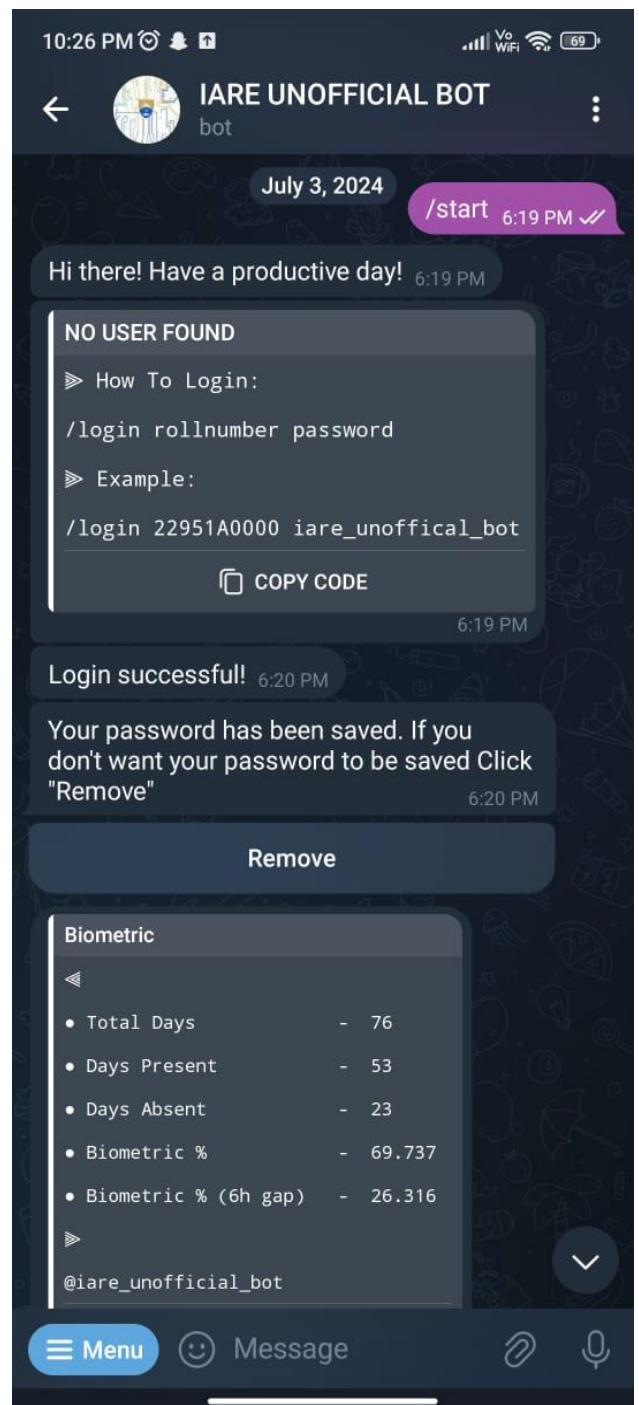 10:26 PM
Vo
WiFi
69
IARE UNOFFICIAL BOT
bot
July 3, 2024
/start 6:19 PM
Hi there! Have a productive day! 6:19 PM
NO USER FOUND
⫸ How To Login:
/login rollnumber password
⫸ Example:
/login 22951A0000 iare_unoffical_bot
COPY CODE
6:19 PM
Login successful! 6:20 PM
Your password has been saved. If you
don't want your password to be saved Click
"Remove" 6:20 PM
Remove
Biometric
⫷
● Total Days - 76
● Days Present - 53
● Days Absent - 23
● Biometric % - 69.737
● Biometric % (6h gap) - 26.316
⫸
@iare_unofficial_bot
Menu
Message